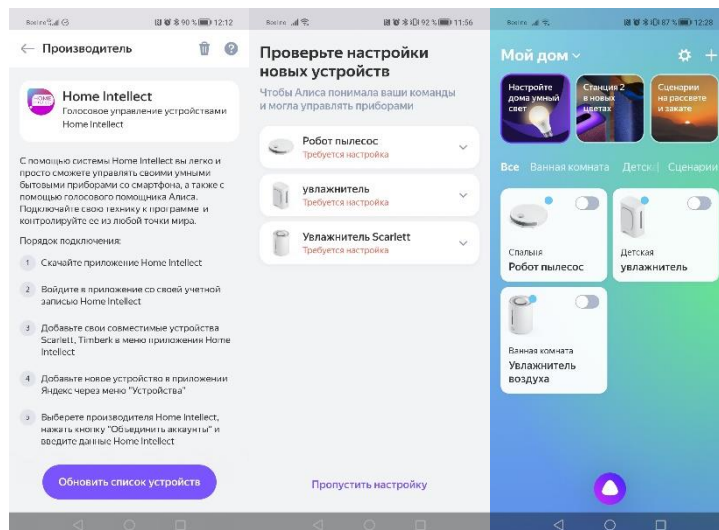 90 %
12:12
Производитель
Home Intellect
Голосовое управление устройствами
Home Intellect
С помощью системы Home Intellect вы легко и
просто сможете управлять своими умными
бытовыми приборами со смартфона, а также с
помощью голосового помощника Алиса.
Подключайте свою технику к программе и
контролируйте ее из любой точки мира.
Порядок подключения:
1 Скачайте приложение Home Intellect
2 Войдите в приложение со своей учетной
записью Home Intellect
3 Добавьте свои совместимые устройства
Scarlett, Timberk в меню приложения Home
Intellect
4 Добавьте новое устройство в приложении
Яндекс через меню "Устройства"
5 Выберете производителя Home Intellect,
нажать кнопку "Объединить аккаунты" и
введите данные Home Intellect
Обновить список устройств
92 %
11:56
Проверьте настройки
новых устройств
Чтобы Алиса понимала ваши команды
и могла управлять приборами
Робот пылесос
Требуется настройка
увлажнитель
Требуется настройка
Увлажнитель Scarlett
Требуется настройка
Пропустить настройку
87 %
12:28
Мой дом
Настройте
дома умный
свет
Станция 2
в новых
цветах
Сценарии
на рассвете
и закате
Все Ванная комната Сценарии
Спальня
Робот пылесос
Детская
увлажнитель
Ванная комната
Увлажнитель
воздуха